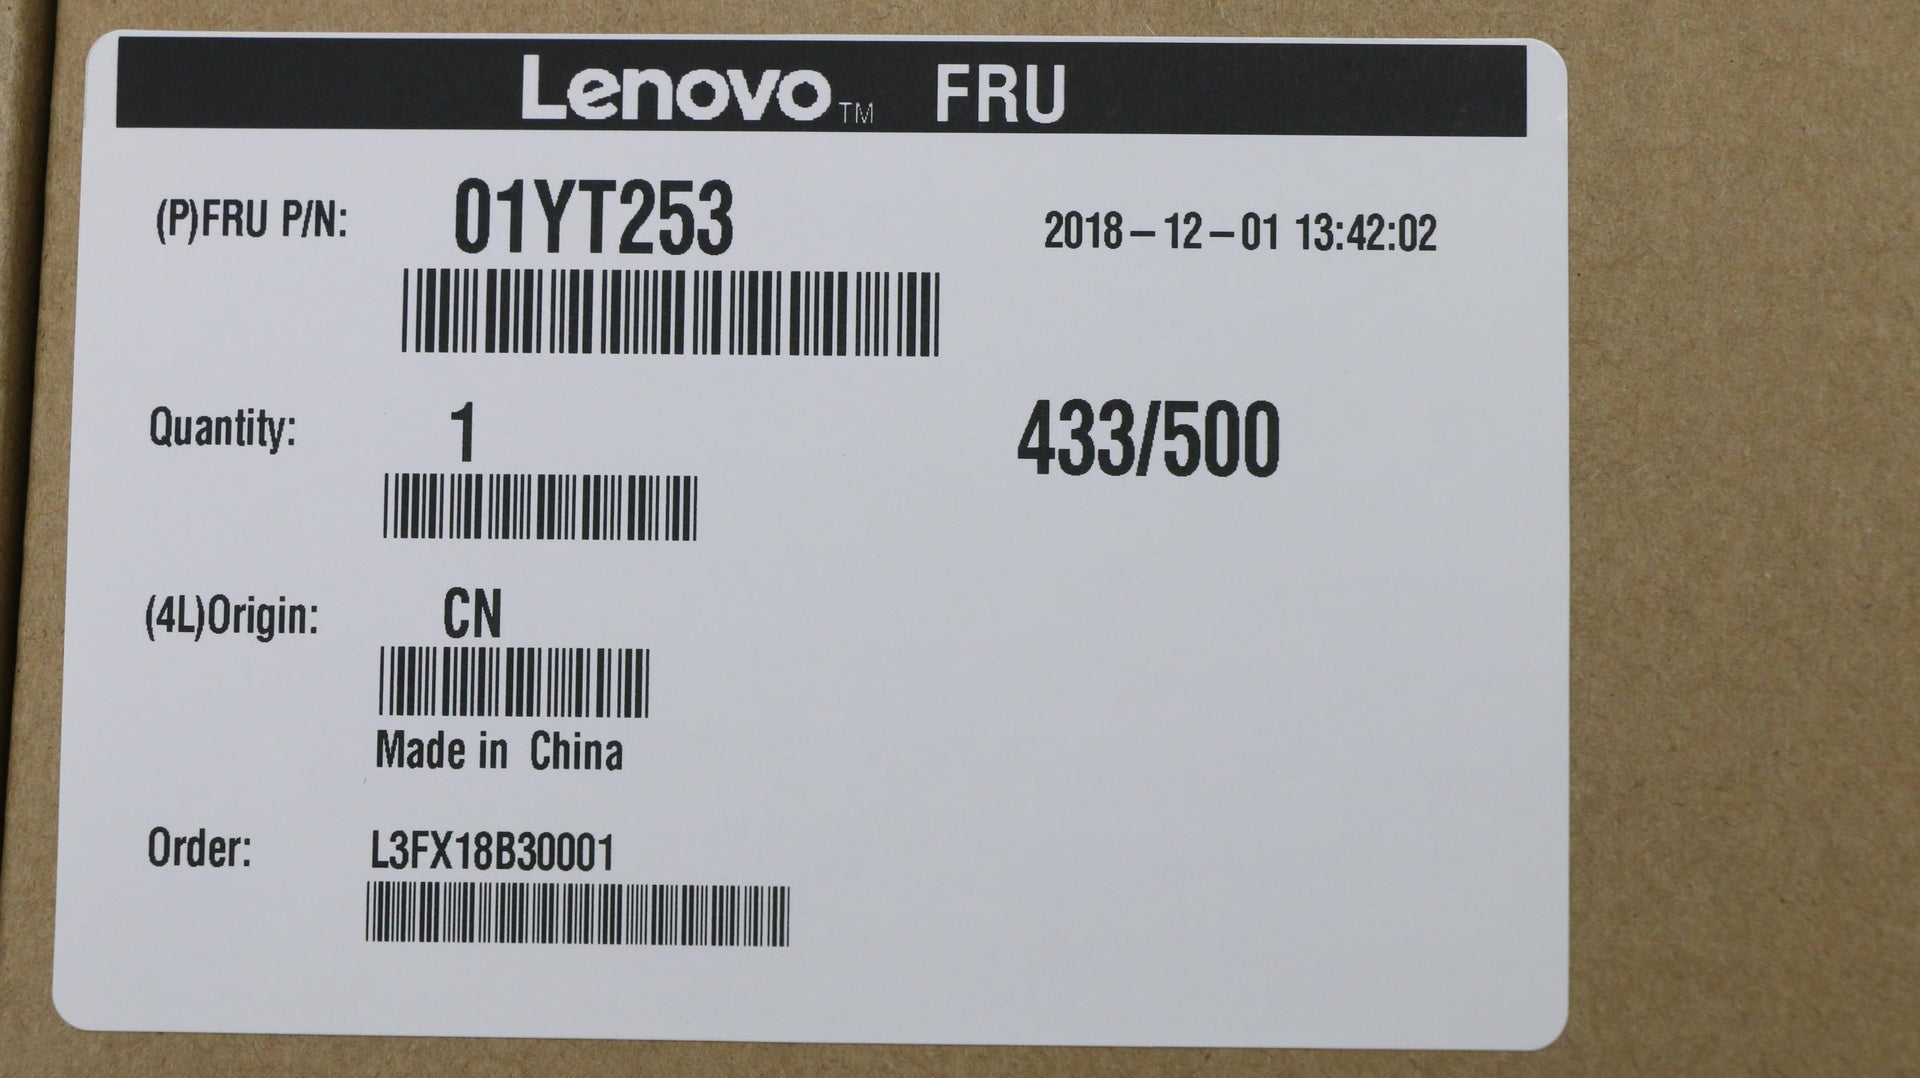 Lenovo™ FRU
(P)FRU P/N: 01YT253 2018-12-01 13:42:02
Quantity: 1 433/500
(4L)Origin: CN
Made in China
Order: L3FX18B30001